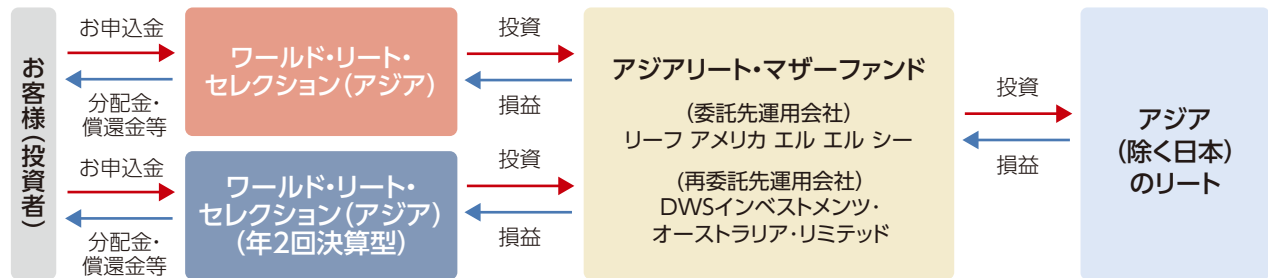 お客様(投資者)
お申込金
分配金・
償還金等
お申込金
分配金・
償還金等
ワールド・リート・
セレクション(アジア)
ワールド・リート・
セレクション(アジア)
(年2回決算型)
投資
損益
投資
損益
アジアリート・マザーファンド
(委託先運用会社)
リーフ アメリカ エル エル シー
(再委託先運用会社)
DWSインベストメンツ・
オーストラリア・リミテッド
投資
損益
アジア
(除く日本)
のリート